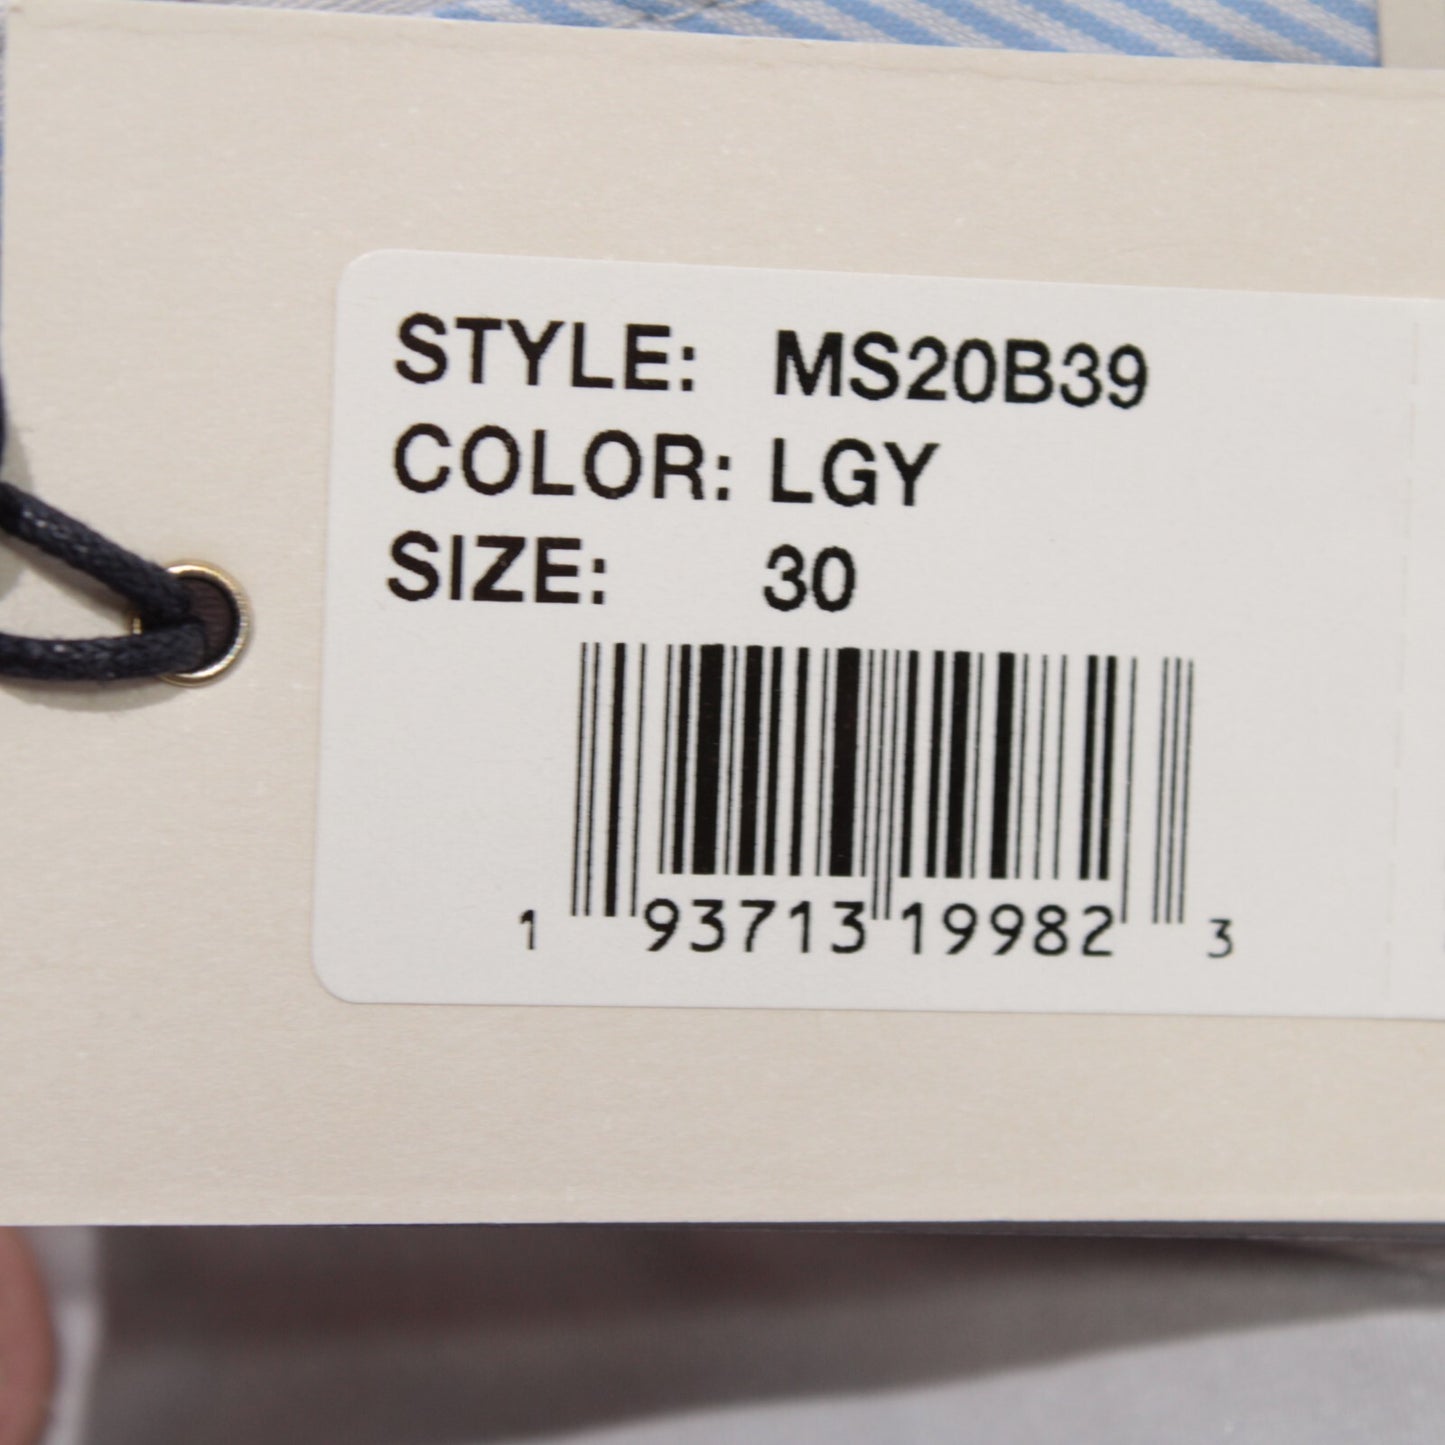 STYLE: MS20B39
COLOR: LGY
SIZE: 30
1 93713 19982 3